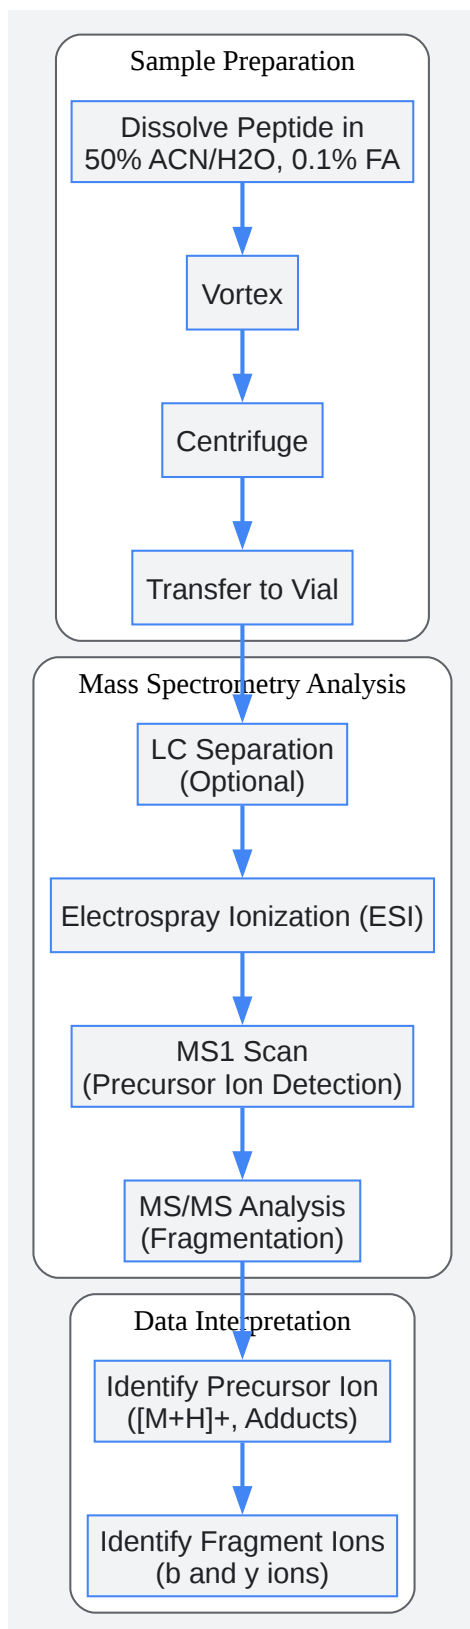 Sample Preparation
Dissolve Peptide in
50% ACN/H2O, 0.1% FA
Vortex
Centrifuge
Transfer to Vial
Mass Spectrometry Analysis
LC Separation
(Optional)
Electrospray Ionization (ESI)
MS1 Scan
(Precursor Ion Detection)
MS/MS Analysis
(Fragmentation)
Data Interpretation
Identify Precursor Ion
([M+H]+, Adducts)
Identify Fragment Ions
(b and y ions)